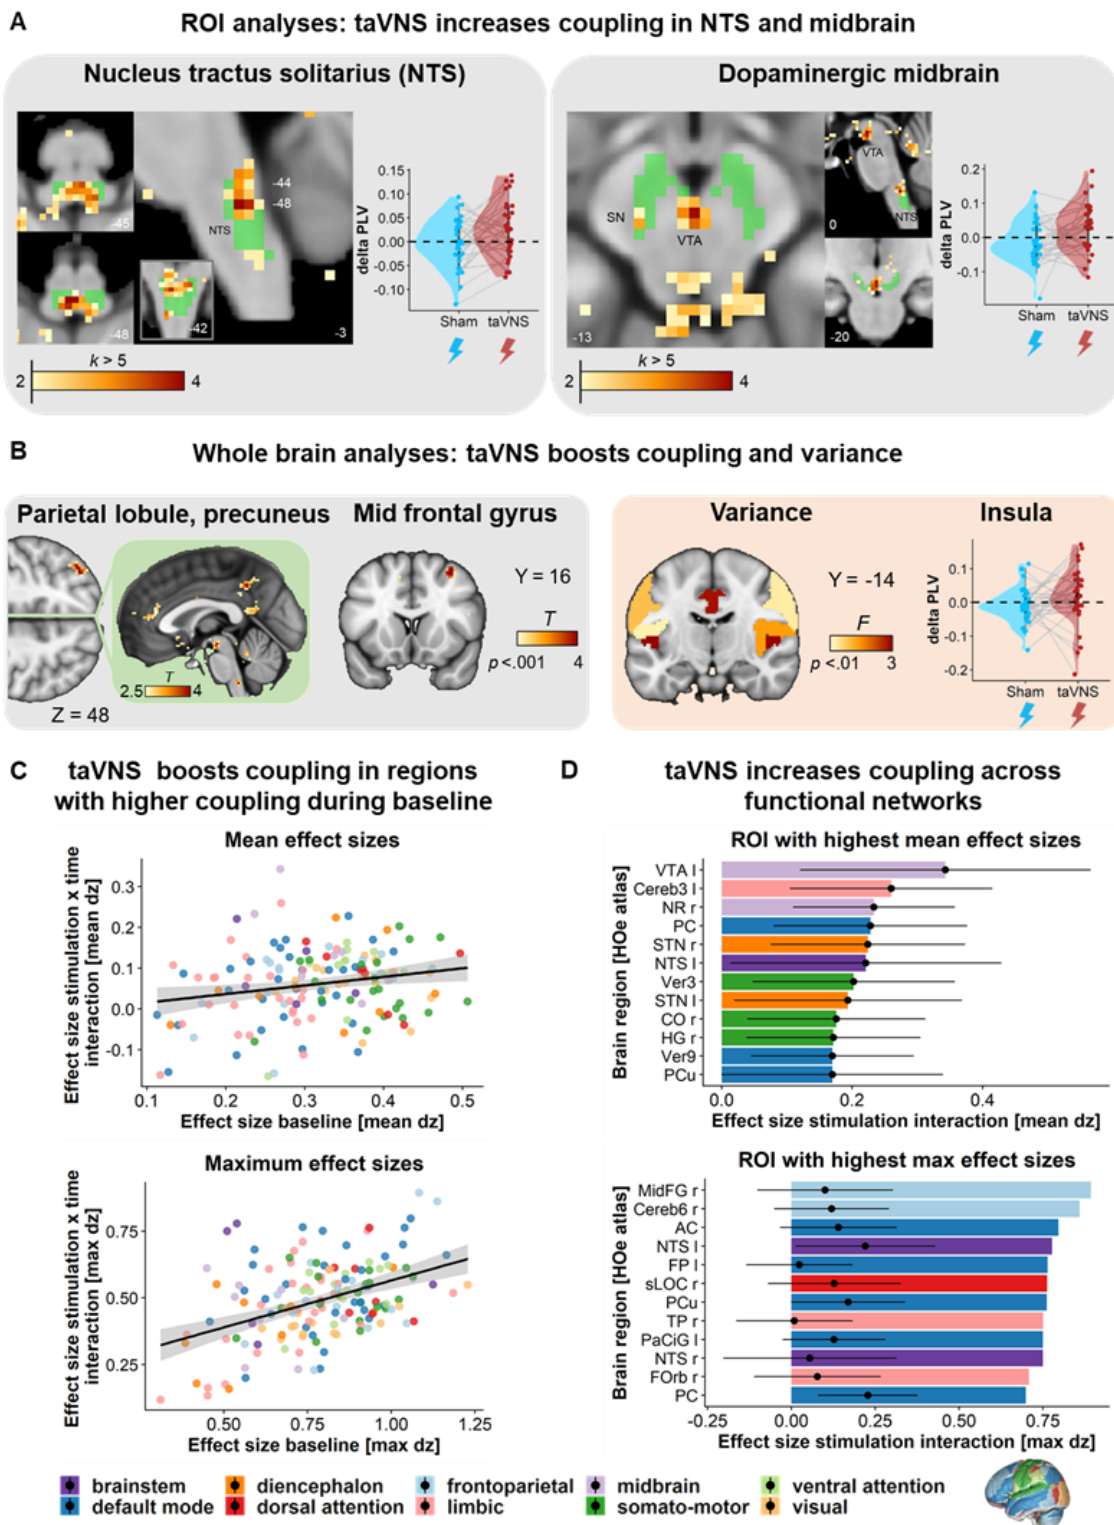 A
ROI analyses: taVNS increases coupling in NTS and midbrain
Nucleus tractus solitarius (NTS)
-45
-48
-44
-48
NTS
-42
-3
delta PLV
0.15
0.10
0.05
0.00
-0.05
-0.10
Sham
taVNS
k > 5
2
4
Dopaminergic midbrain
SN
VTA
-13
VTA
NTS
0
-20
delta PLV
0.2
0.1
0.0
-0.1
Sham
taVNS
k > 5
2
4
B
Whole brain analyses: taVNS boosts coupling and variance
Parietal lobule, precuneus
Z = 48
T
2.5
4
Mid frontal gyrus
Y = 16
T
p <.001
4
Variance
Y = -14
F
p <.01
3
Insula
delta PLV
0.1
0.0
-0.1
-0.2
Sham
taVNS
C
taVNS boosts coupling in regions
with higher coupling during baseline
Mean effect sizes
Effect size stimulation x time
interaction [mean dz]
0.3
0.2
0.1
0.0
-0.1
0.1
0.2
0.3
0.4
0.5
Effect size baseline [mean dz]
Maximum effect sizes
Effect size stimulation x time
interaction [max dz]
0.75
0.50
0.25
0.50
0.75
1.00
1.25
Effect size baseline [max dz]
D
taVNS increases coupling across
functional networks
ROI with highest mean effect sizes
Brain region [HOe atlas]
VTA l
Cereb3 l
NR r
PC
STN r
NTS l
Ver3
STN l
CO r
HG r
Ver9
PCu
0.0
0.2
0.4
Effect size stimulation interaction [mean dz]
ROI with highest max effect sizes
Brain region [HOe atlas]
MidFG r
Cereb6 r
AC
NTS l
FP l
sLOC r
PCu
TP r
PaCiG l
NTS r
FOrb r
PC
-0.25
0.00
0.25
0.50
0.75
Effect size stimulation interaction [max dz]
brainstem
diencephalon
frontoparietal
midbrain
ventral attention
default mode
dorsal attention
limbic
somato-motor
visual